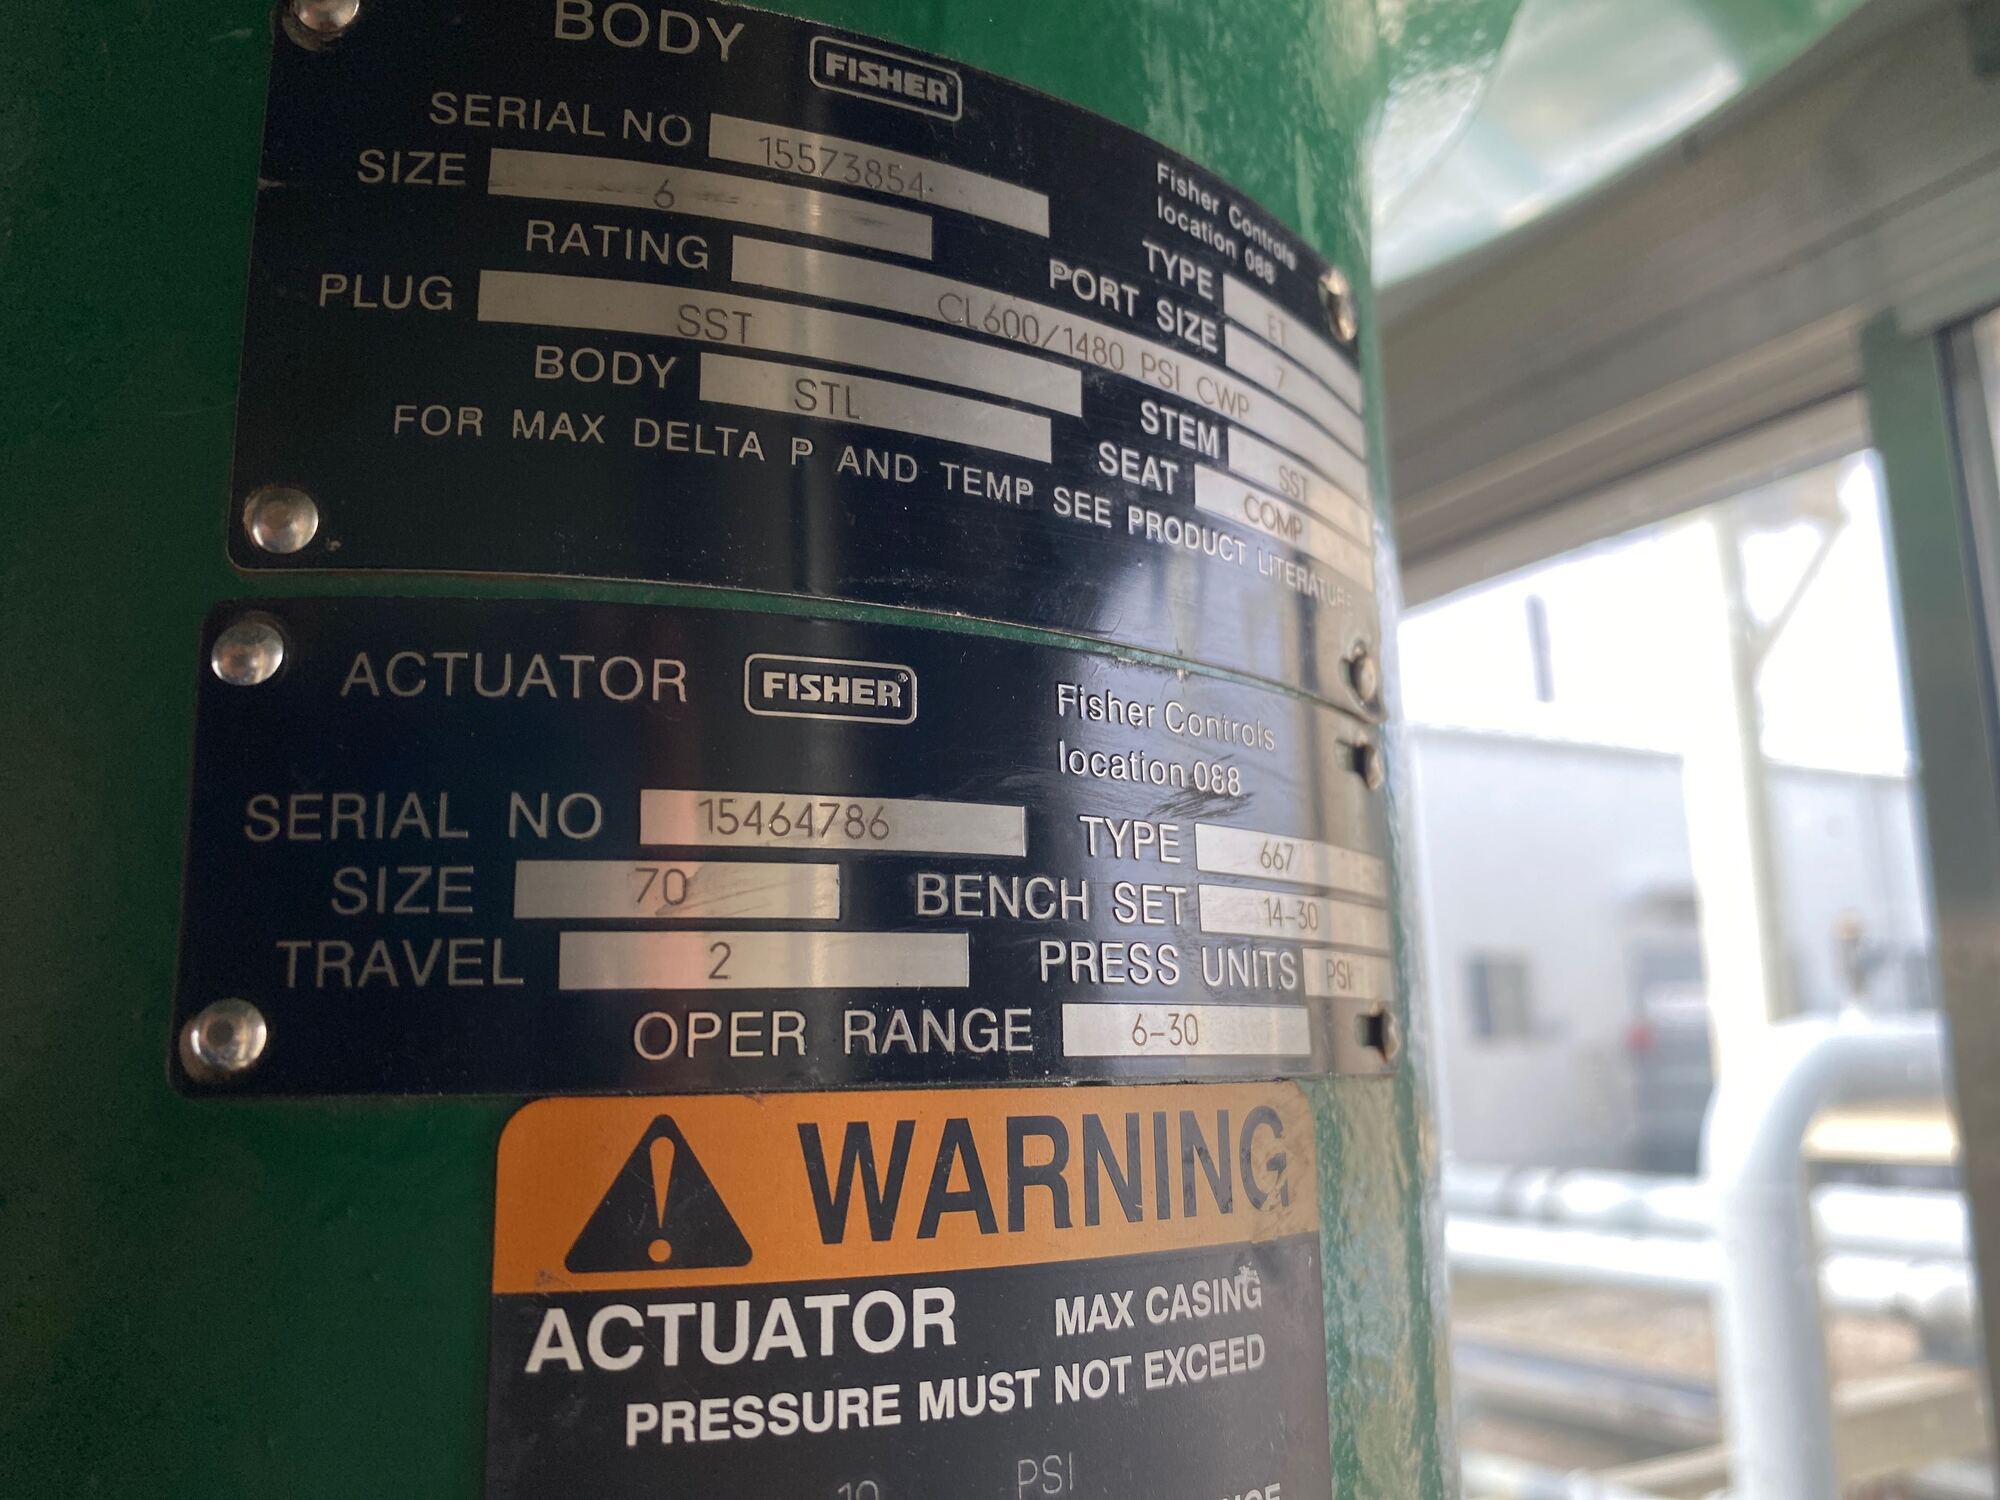 BODY FISHER
SERIAL NO 15573854
Fisher Controls
location 088
SIZE 6 TYPE ET
RATING CL600/1480 PSI CWP PORT SIZE 7
PLUG SST STEM SST
BODY STL SEAT COMP
FOR MAX DELTA P AND TEMP SEE PRODUCT LITERATURE
ACTUATOR FISHER®
Fisher Controls
location 088
SERIAL NO 15464786 TYPE 667
SIZE 70 BENCH SET 14-30
TRAVEL 2 PRESS UNITS PSI
OPER RANGE 6-30
WARNING
ACTUATOR MAX CASING
PRESSURE MUST NOT EXCEED
PSI